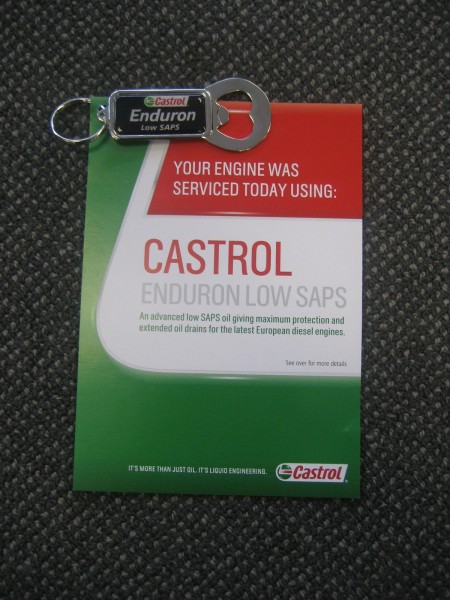 Castrol
Enduron
Low SAPS
YOUR ENGINE WAS
SERVICED TODAY USING:
CASTROL
ENDURON LOW SAPS
An advanced low SAPS oil giving maximum protection and
extended oil drains for the latest European diesel engines.
See over for more details
IT'S MORE THAN JUST OIL. IT'S LIQUID ENGINEERING.
Castrol